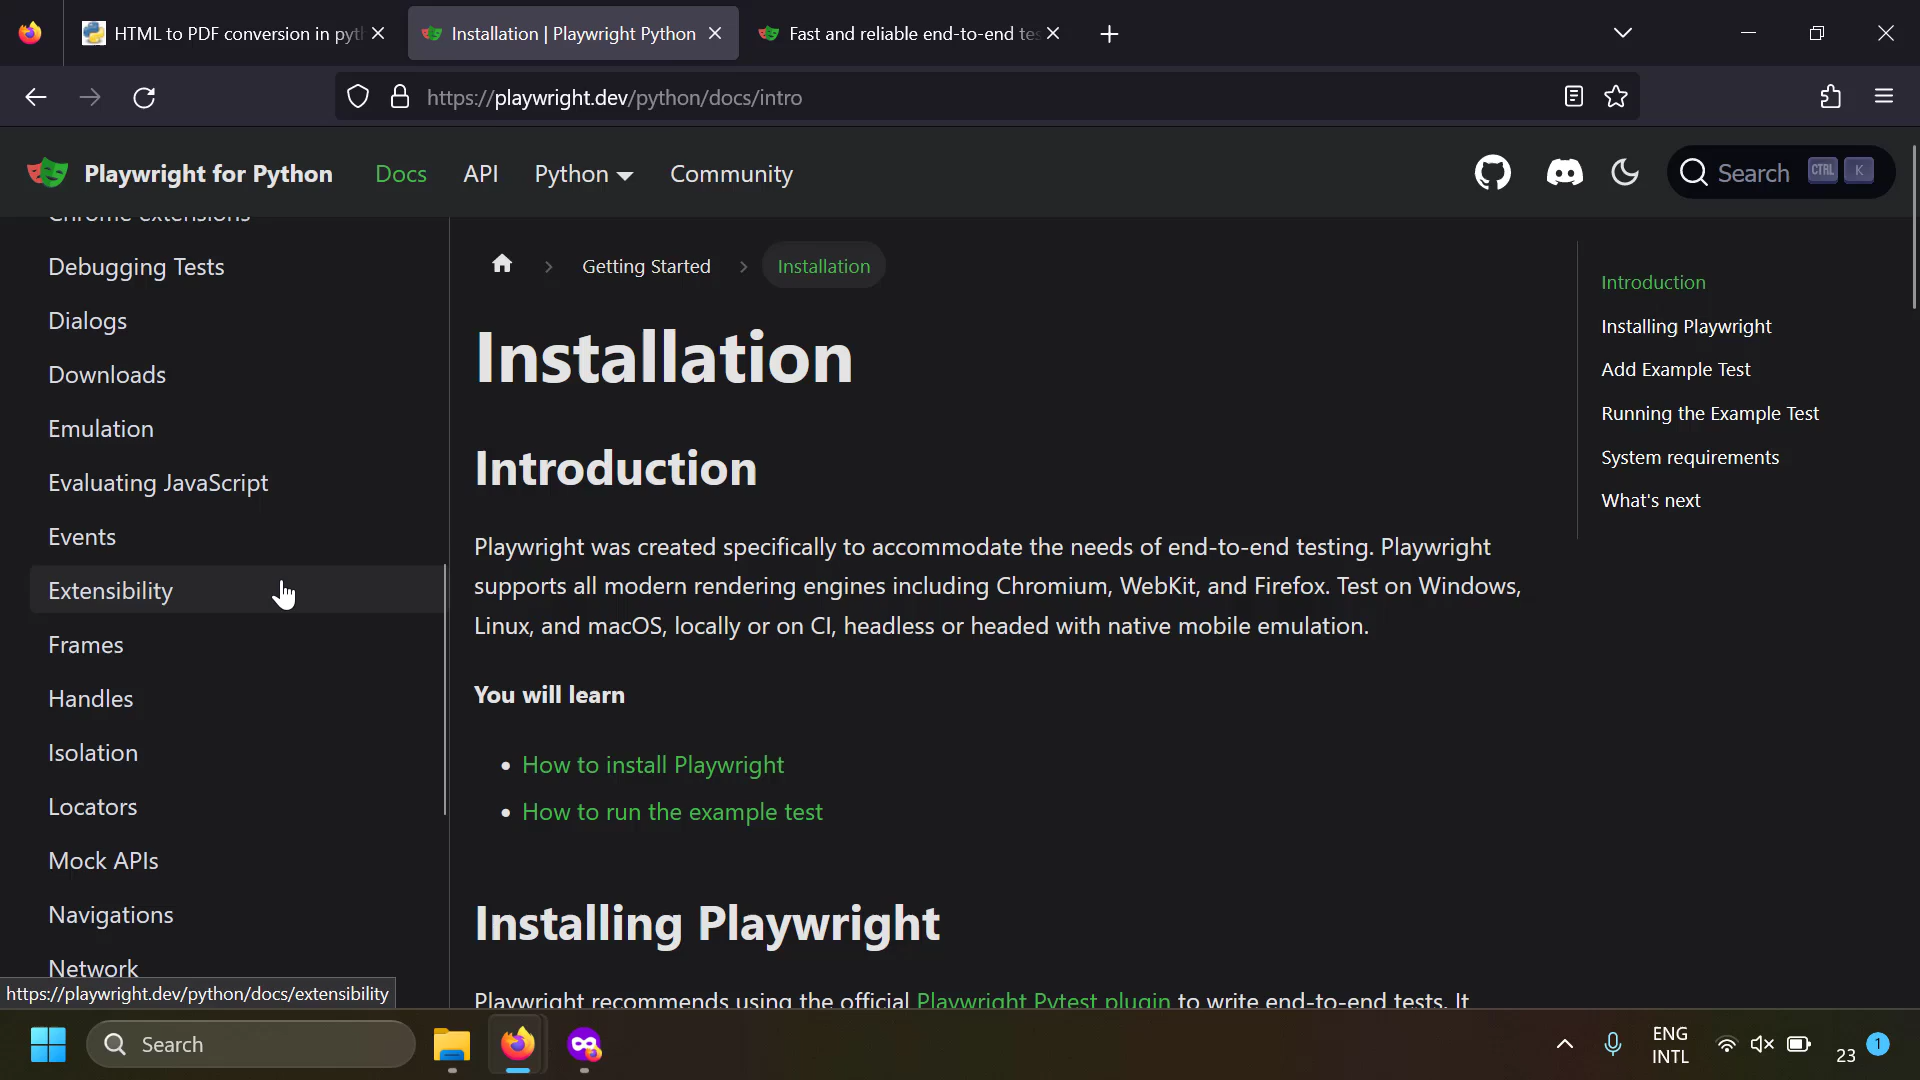 HTML to PDF conversion in pyt
Installation | Playwright Python
Fast and reliable end-to-end tes
https://playwright.dev/python/docs/intro
Playwright for Python
Docs
API
Python
Community
Search
CTRL
K
Chrome extensions
Debugging Tests
Dialogs
Downloads
Emulation
Evaluating JavaScript
Events
Extensibility
Frames
Handles
Isolation
Locators
Mock APIs
Navigations
Network
https://playwright.dev/python/docs/extensibility
Getting Started
Installation
Installation
Introduction
Playwright was created specifically to accommodate the needs of end-to-end testing. Playwright
supports all modern rendering engines including Chromium, WebKit, and Firefox. Test on Windows,
Linux, and macOS, locally or on CI, headless or headed with native mobile emulation.
You will learn
How to install Playwright
How to run the example test
Installing Playwright
Playwright recommends using the official Playwright Pytest plugin to write end-to-end tests. It
Introduction
Installing Playwright
Add Example Test
Running the Example Test
System requirements
What's next
Search
ENG
INTL
23
1